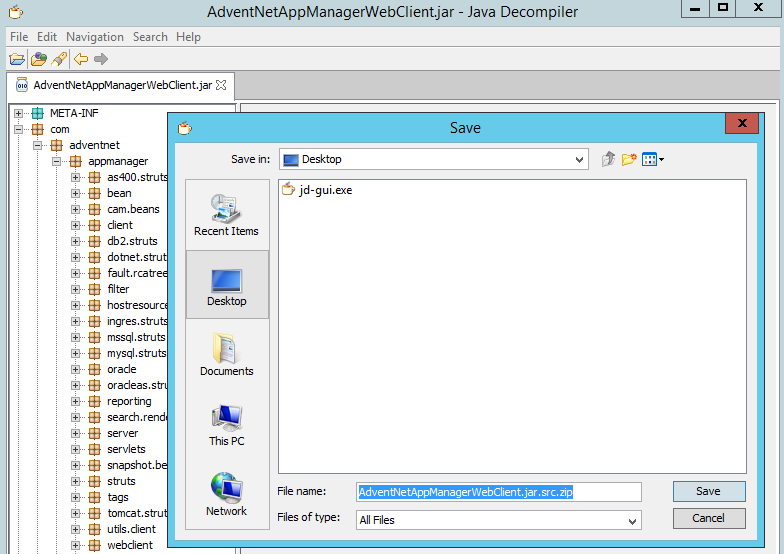 AdventNetAppManagerWebClient.jar - Java Decompiler
File Edit Navigation Search Help
AdventNetAppManagerWebClient.jar
META-INF
com
adventnet
appmanager
as400.struts
bean
cam.beans
client
db2.struts
dotnet.strut
fault.rcatree
filter
hostresource
ingres.struts
mssql.struts
mysql.struts
oracle
oracleas.stru
reporting
search.rende
server
servlets
snapshot.be
struts
tags
tomcat.strut
utils.client
webclient
Save
X
Save in: Desktop
jd-gui.exe
Recent Items
Desktop
Documents
This PC
Network
File name: AdventNetAppManagerWebClient.jar.src.zip
Save
Files of type: All Files
Cancel